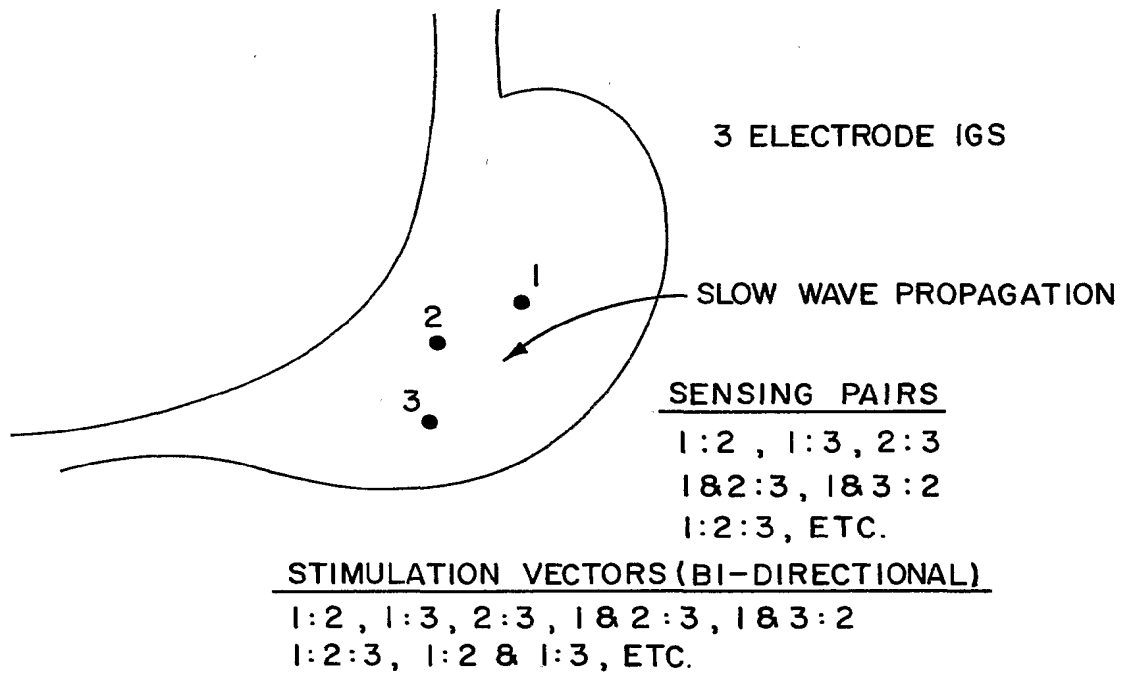 3 ELECTRODE IGS
1
SLOW WAVE PROPAGATION
2
3
SENSING PAIRS
1:2 , 1:3 , 2:3
1&2:3 , 1&3:2
1:2:3 , ETC.
STIMULATION VECTORS (BI-DIRECTIONAL)
1:2 , 1:3, 2:3, 1&2:3, 1&3:2
1:2:3, 1:2 & 1:3, ETC.